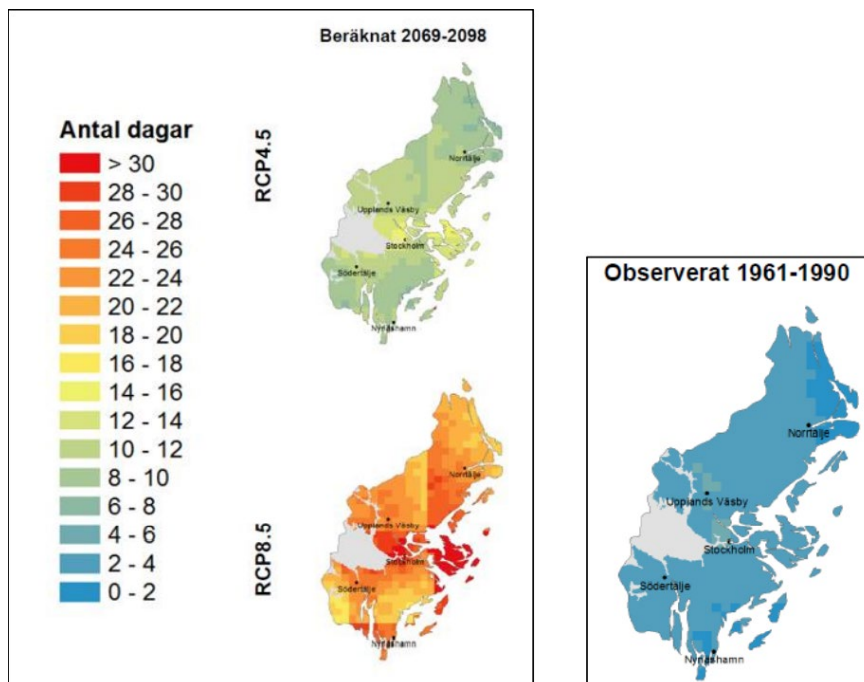 Beräknat 2069-2098
Antal dagar
> 30
28 - 30
26 - 28
24 - 26
22 - 24
20 - 22
18 - 20
16 - 18
14 - 16
12 - 14
10 - 12
8 - 10
6 - 8
4 - 6
2 - 4
0 - 2
RCP4.5
Norrtälje
Upplands Väsby
Stockholm
Södertälje
Nynäshamn
RCP8.5
Norrtälje
Upplands Väsby
Stockholm
Södertälje
Nynäshamn
Observerat 1961-1990
Norrtälje
Upplands Väsby
Stockholm
Södertälje
Nynäshamn